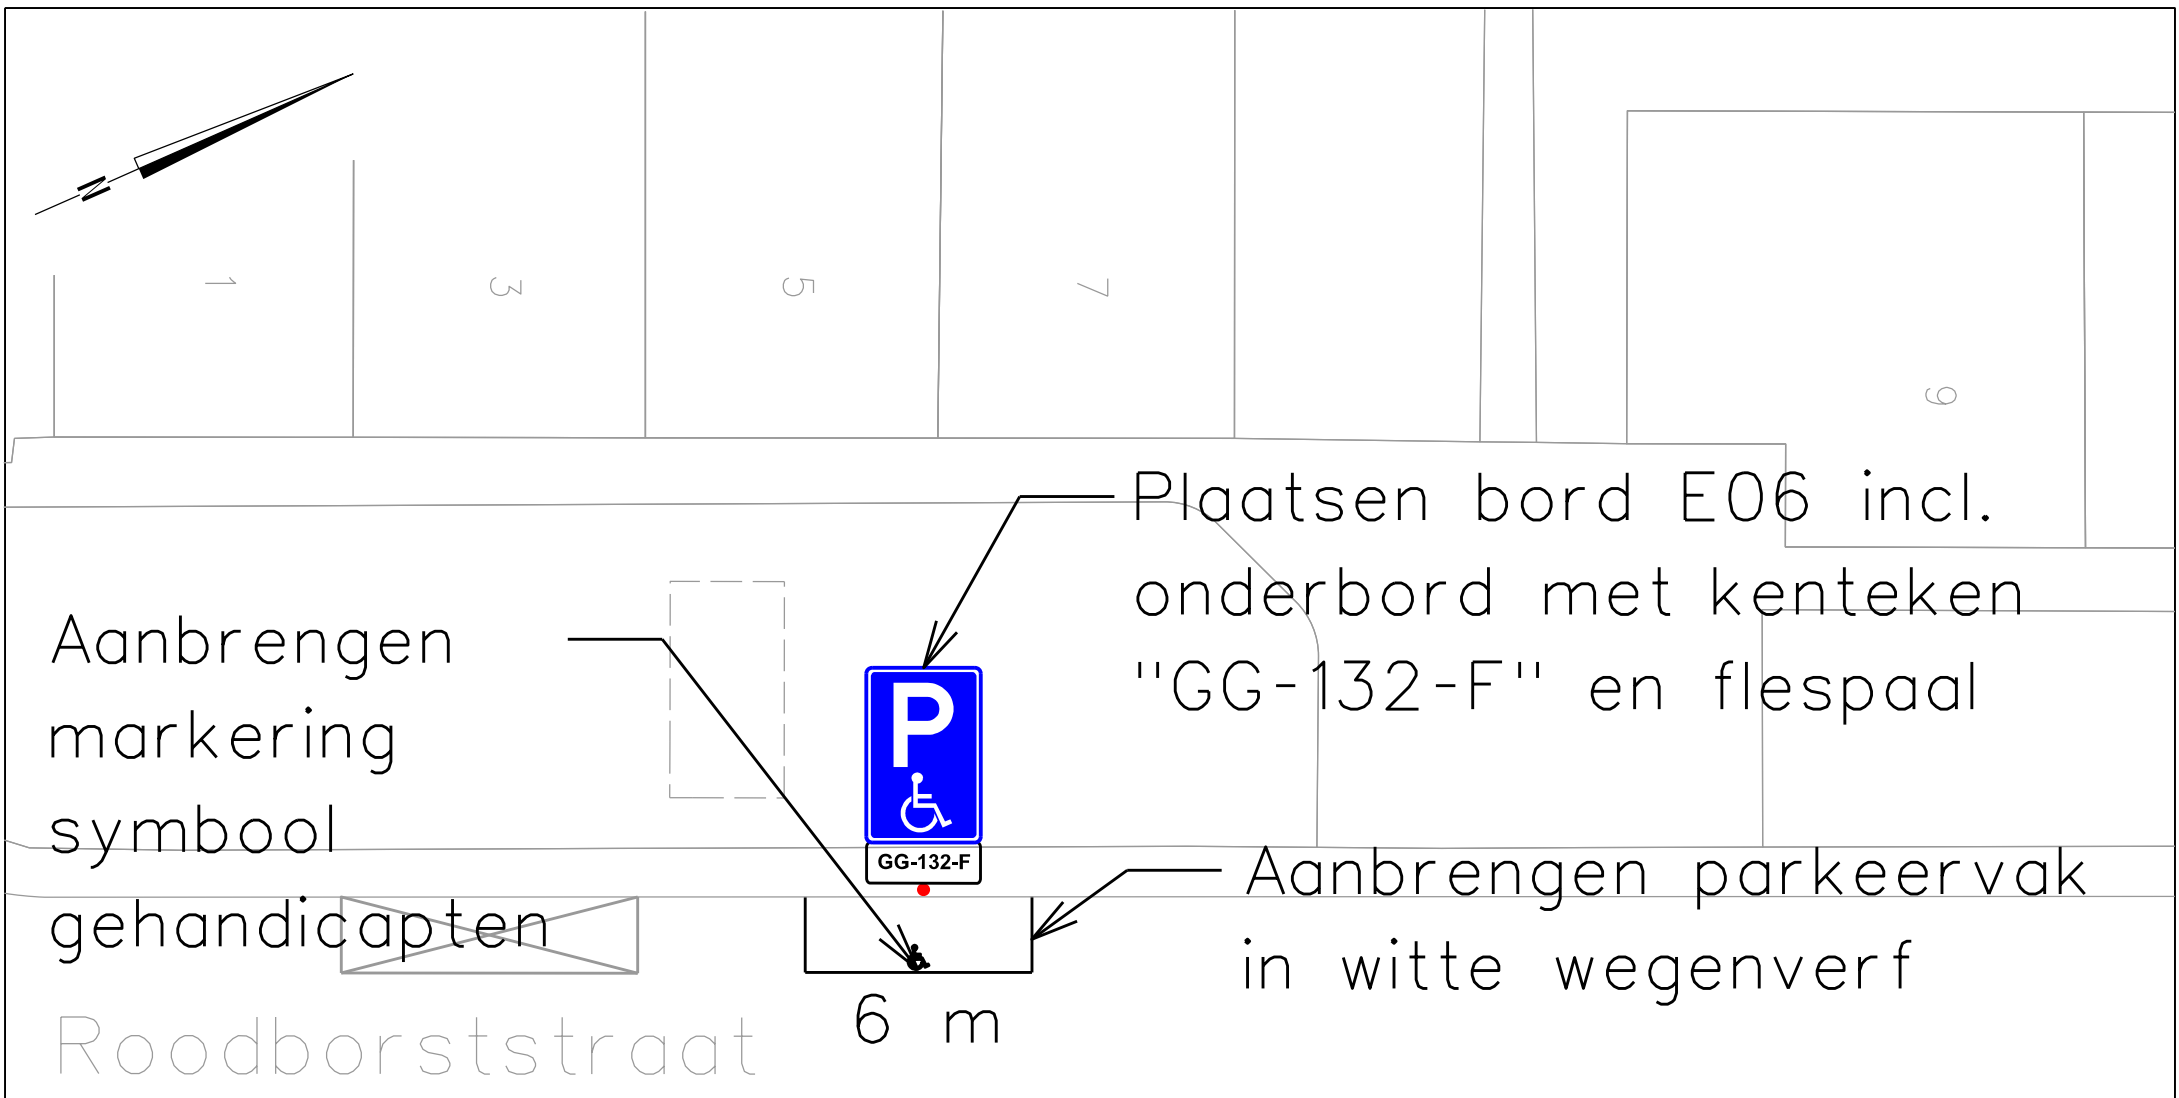 N
1
3
5
7
9
Plaatsen bord E06 incl.
onderbord met kenteken
"GG-132-F" en flespaal
Aanbrengen
markering
symbool
gehandicapten
P
GG-132-F
Aanbrengen parkeervak
in witte wegenverf
6 m
Roodborststraat